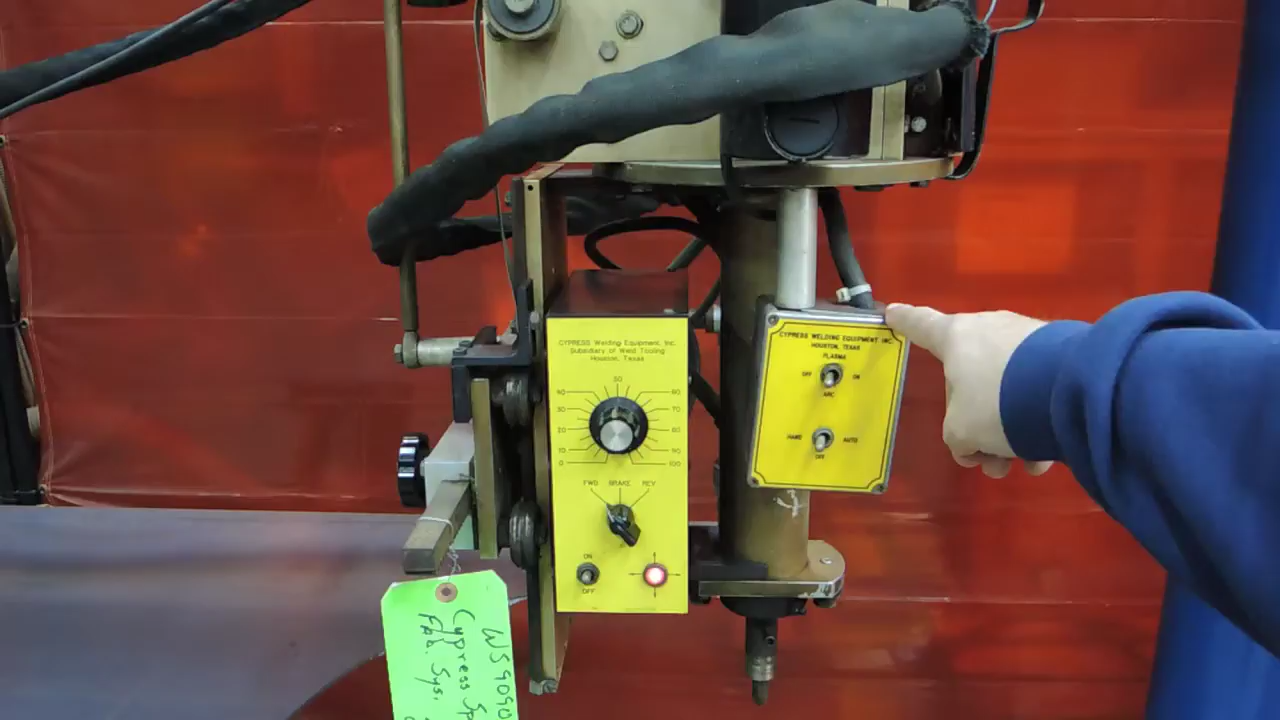 CYPRESS Welding Equipment, Inc.
Subsidiary of Weld Tooling
Houston, Texas
50
40
60
30
70
20
80
10
90
0
100
FWD BRAKE REV
ON
OFF
CYPRESS WELDING EQUIPMENT INC.
HOUSTON, TEXAS
PLASMA
OFF ON
ARC
HAND AUTO
OFF
Cypress
Fab. Sys.